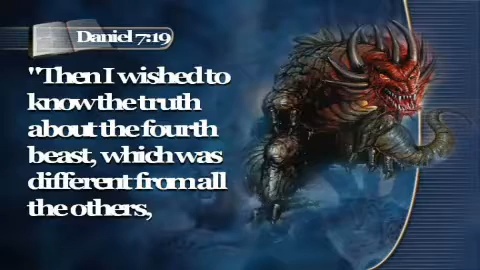 Daniel 7:19
"Then I wished to
know the truth
about the fourth
beast, which was
different from all
the others,